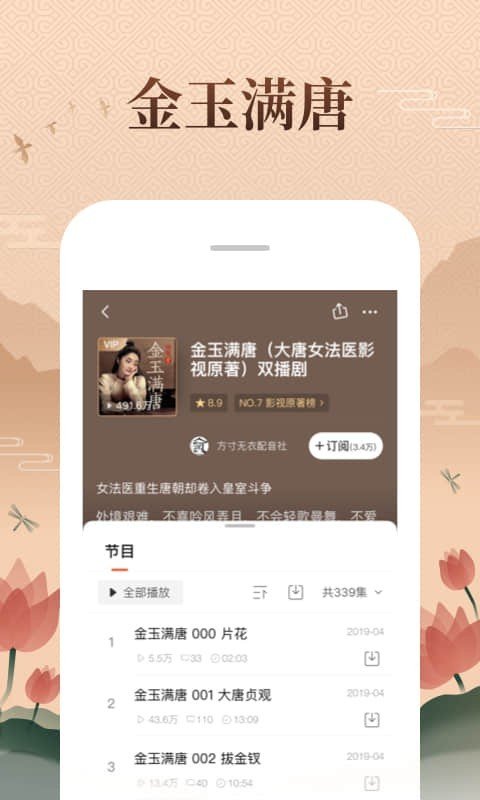 金玉满唐
VIP
金玉满唐
491.6万
金玉满唐（大唐女法医影
视原著）双播剧
8.9
NO.7 影视原著榜
方寸无衣配音社
+订阅(3.4万)
女法医重生唐朝却卷入皇室斗争
处境艰难，不喜吟风弄月，不会轻歌曼舞，不爱
节目
全部播放
共339集
1
金玉满唐 000 片花
2019-04
5.5万
33
02:03
2
金玉满唐 001 大唐贞观
2019-04
43.6万
110
13:09
3
金玉满唐 002 拔金钗
2019-04
13.4万
40
10:54